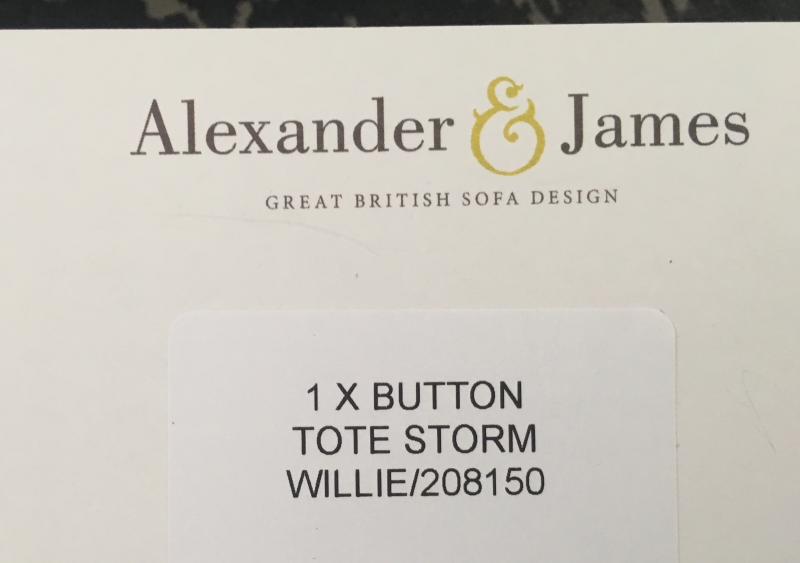 Alexander & James
GREAT BRITISH SOFA DESIGN
1 X BUTTON
TOTE STORM
WILLIE/208150